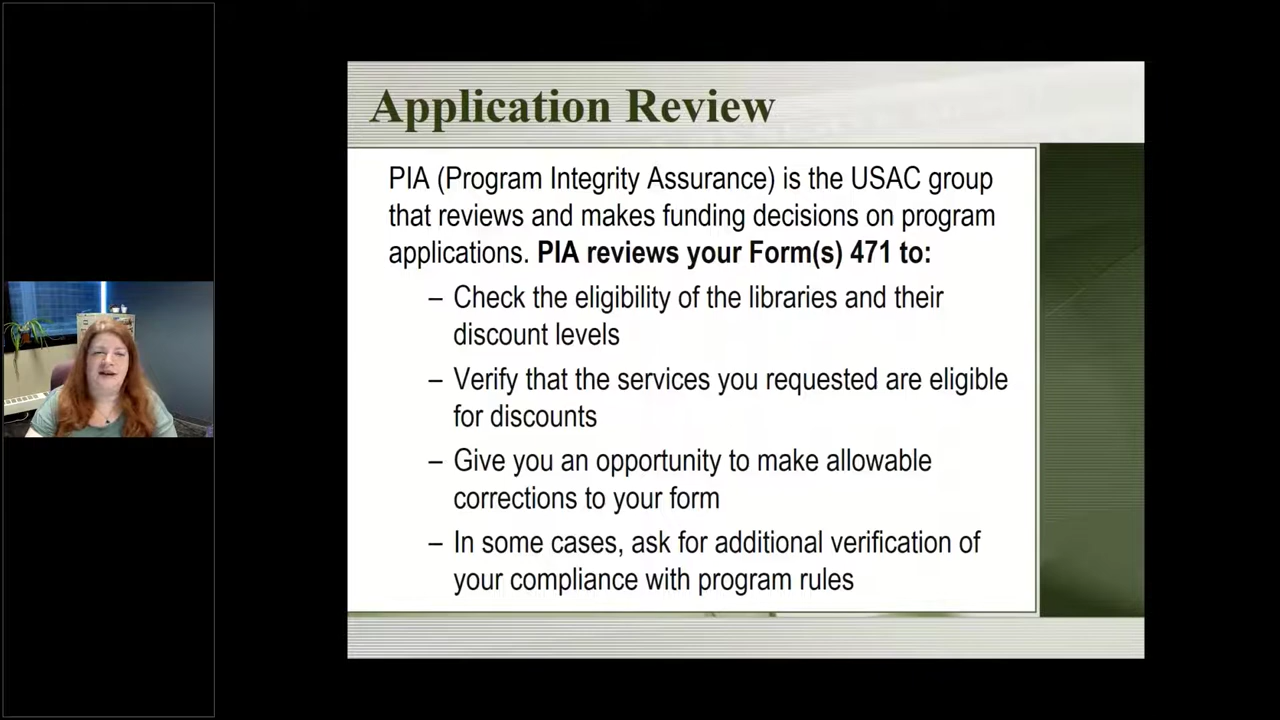 Application Review
PIA (Program Integrity Assurance) is the USAC group
that reviews and makes funding decisions on program
applications. PIA reviews your Form(s) 471 to:
– Check the eligibility of the libraries and their
discount levels
– Verify that the services you requested are eligible
for discounts
– Give you an opportunity to make allowable
corrections to your form
– In some cases, ask for additional verification of
your compliance with program rules